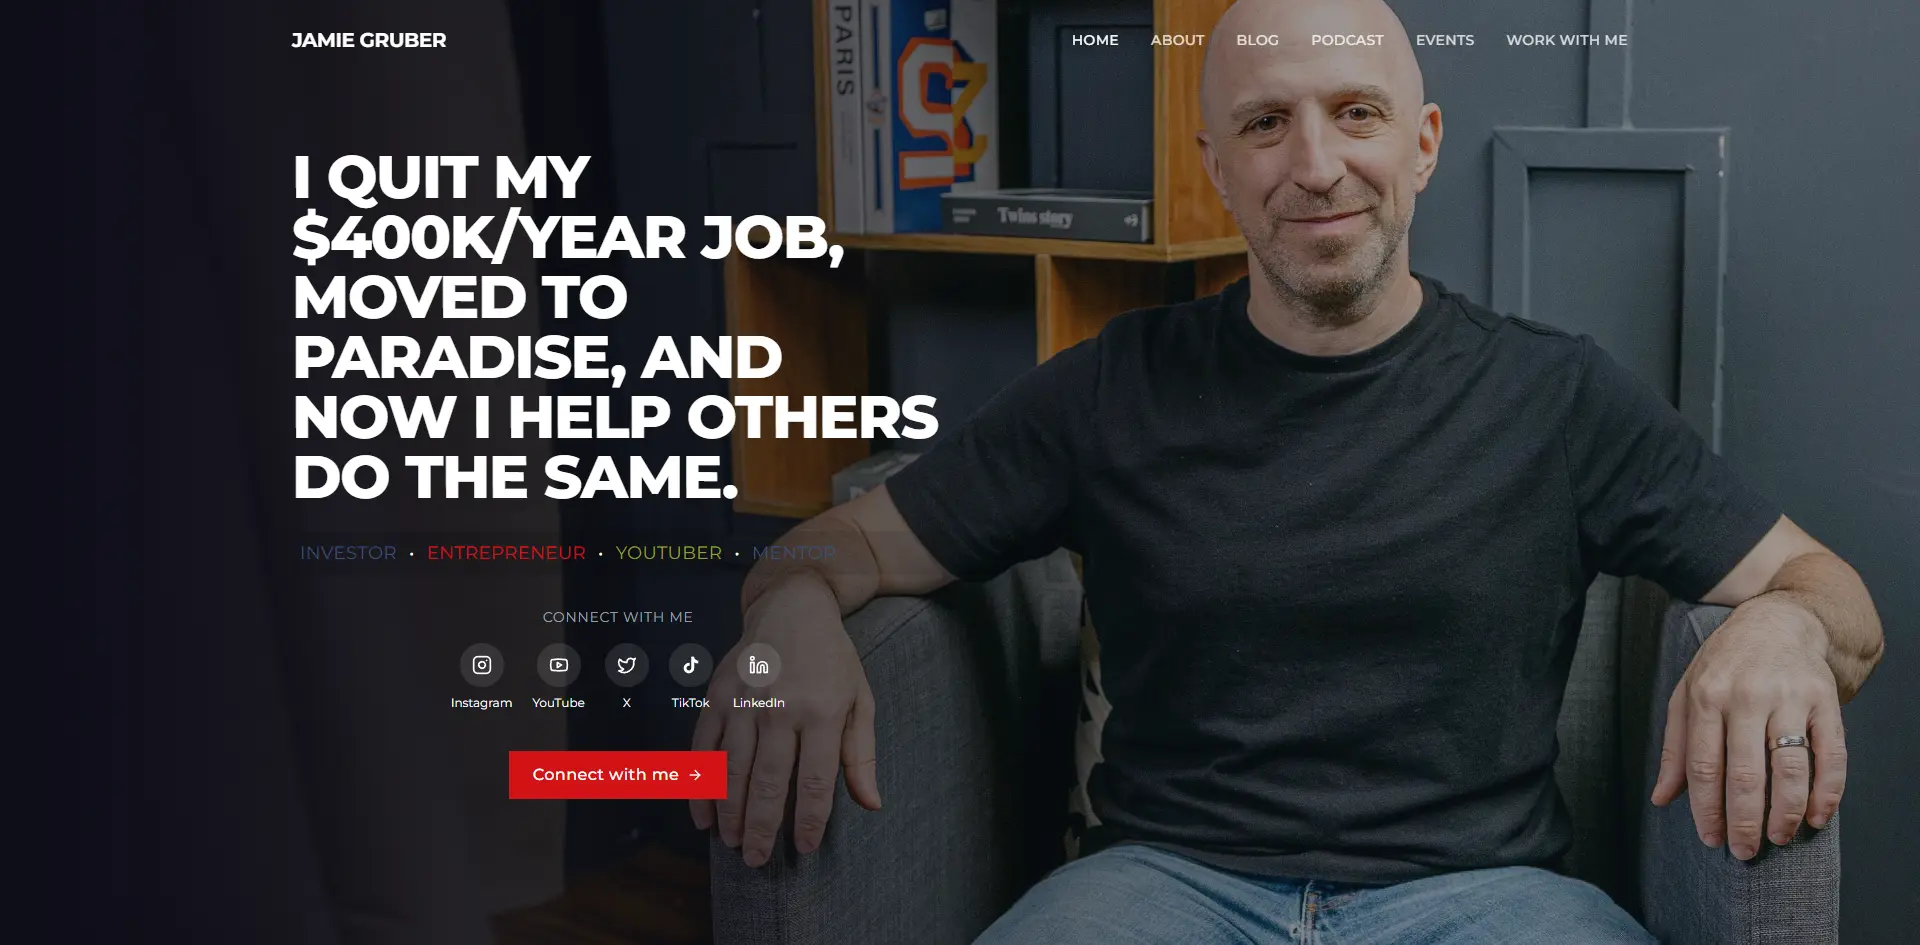 JAMIE GRUBER
HOME ABOUT BLOG PODCAST EVENTS WORK WITH ME
PARIS
Twins story
I QUIT MY
$400K/YEAR JOB,
MOVED TO
PARADISE, AND
NOW I HELP OTHERS
DO THE SAME.
INVESTOR • ENTREPRENEUR • YOUTUBER • MENTOR
CONNECT WITH ME
Instagram YouTube X TikTok LinkedIn
Connect with me →